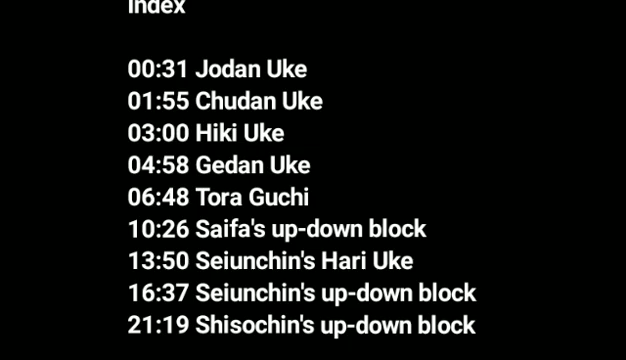 Index
00:31 Jodan Uke
01:55 Chudan Uke
03:00 Hiki Uke
04:58 Gedan Uke
06:48 Tora Guchi
10:26 Saifa's up-down block
13:50 Seiunchin's Hari Uke
16:37 Seiunchin's up-down block
21:19 Shisochin's up-down block